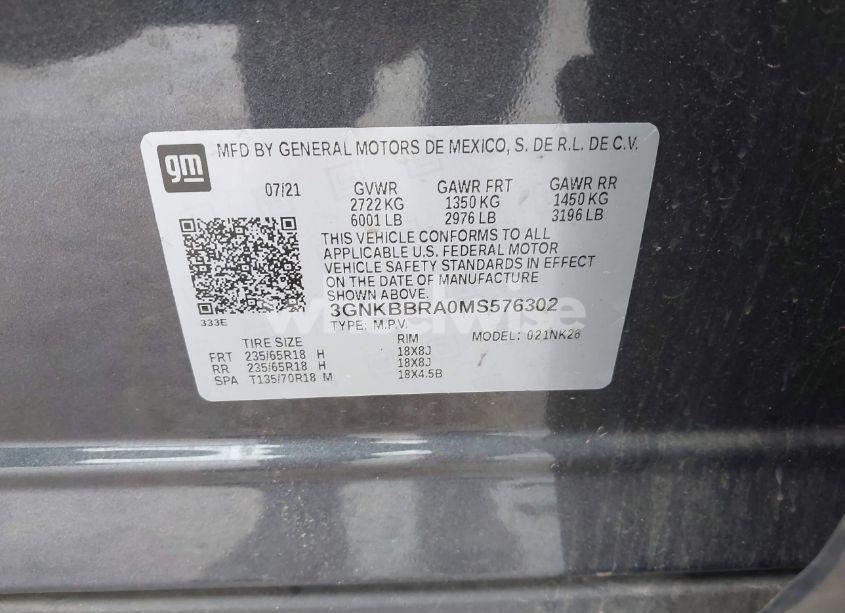 gm
MFD BY GENERAL MOTORS DE MEXICO, S. DE R.L. DE C.V.
07/21 GVWR GAWR FRT GAWR RR
2722 KG 1350 KG 1450 KG
6001 LB 2976 LB 3196 LB
THIS VEHICLE CONFORMS TO ALL
APPLICABLE U.S. FEDERAL MOTOR
VEHICLE SAFETY STANDARDS IN EFFECT
ON THE DATE OF MANUFACTURE
SHOWN ABOVE.
333E
3GNKBBRA0MS576302
TYPE: M.P.V. MODEL: 021NK26
TIRE SIZE RIM
FRT 235/65R18 H 18X8J
RR 235/65R18 H 18X8J
SPA T135/70R18 M 18X4.5B